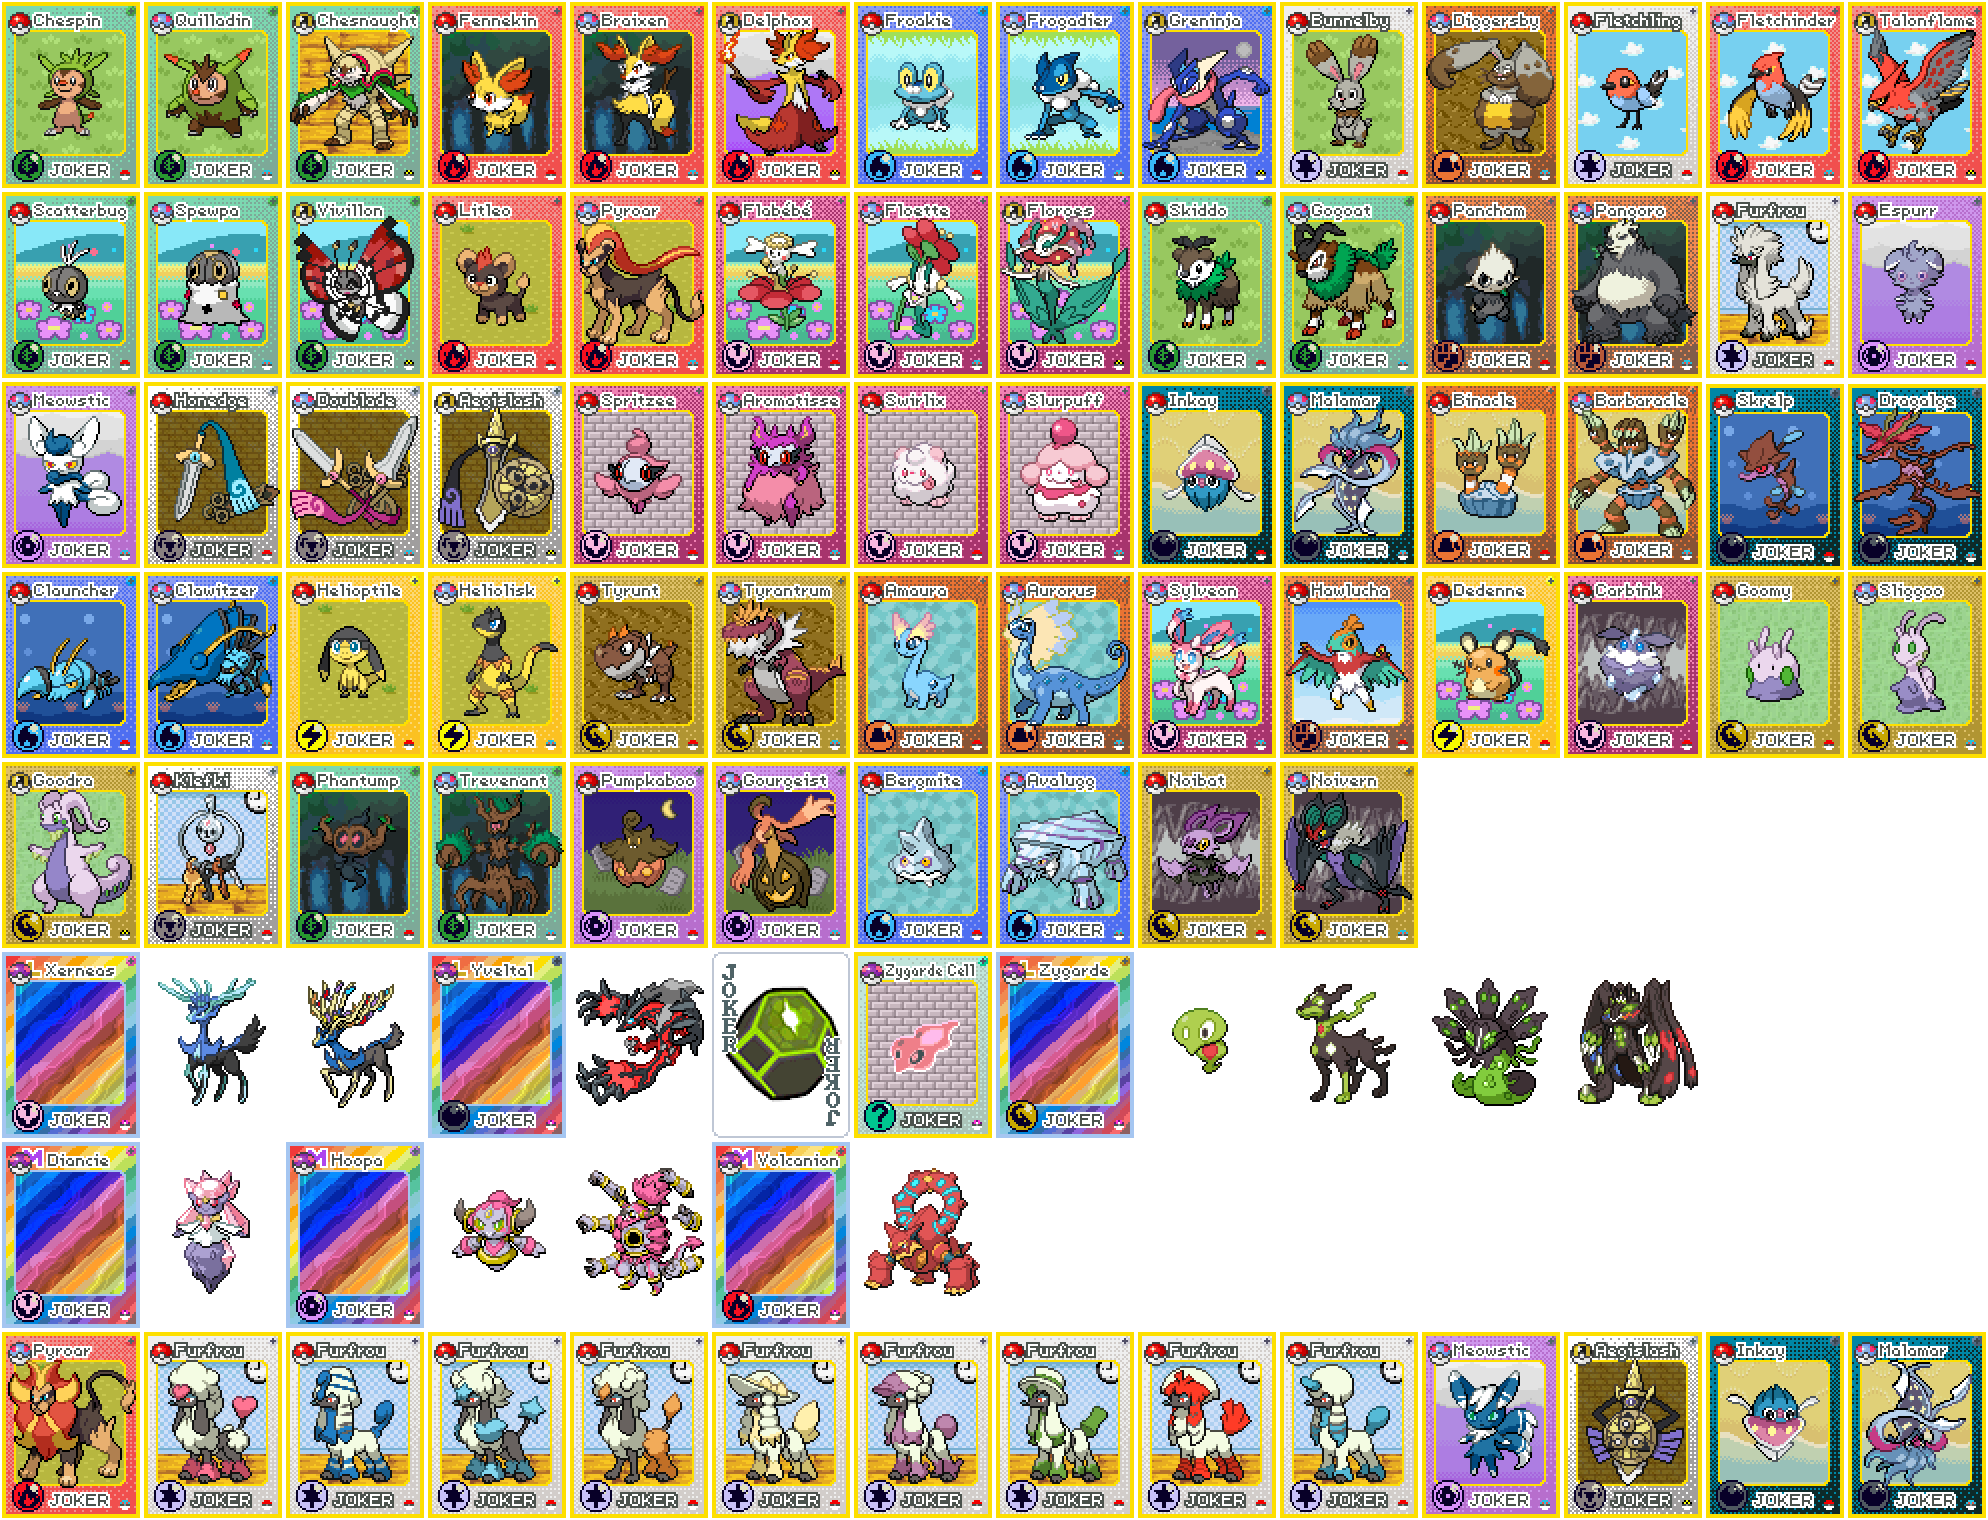 Chespin Quilladin Chesnaught Fennekin Braixen Delphox Froakie Frogadier Greninja Bunnelby Diggersby Fletchling Fletchinder Talonflame
JOKER JOKER JOKER JOKER JOKER JOKER JOKER JOKER JOKER JOKER JOKER JOKER JOKER JOKER
Scatterbug Spewpa Vivillon Litleo Pyroar Flabébé Floette Florges Skiddo Gogoat Pancham Pangoro Furfrou Espurr
JOKER JOKER JOKER JOKER JOKER JOKER JOKER JOKER JOKER JOKER JOKER JOKER JOKER JOKER
Meowstic Honedge Doublade Aegislash Spritzee Aromatisse Swirlix Slurpuff Inkay Malamar Binacle Barbaracle Skrelp Dragalge
JOKER JOKER JOKER JOKER JOKER JOKER JOKER JOKER JOKER JOKER JOKER JOKER JOKER JOKER
Clauncher Clawitzer Helioptile Heliolisk Tyrunt Tyrantrum Amaura Aurorus Sylveon Hawlucha Dedenne Carbink Goomy Sliggoo
JOKER JOKER JOKER JOKER JOKER JOKER JOKER JOKER JOKER JOKER JOKER JOKER JOKER JOKER
Goodra Klefki Phantump Trevenant Pumpkaboo Gourgeist Bergmite Avalugg Noibat Noivern
JOKER JOKER JOKER JOKER JOKER JOKER JOKER JOKER JOKER JOKER
L Xerneas L Yveltal JOKER Zygarde Cell L Zygarde
JOKER JOKER JOKER ? JOKER JOKER
M Diancie M Hoopa M Volcanion
JOKER JOKER JOKER
Pyroar Furfrou Furfrou Furfrou Furfrou Furfrou Furfrou Furfrou Furfrou Furfrou Meowstic Aegislash Inkay Malamar
JOKER JOKER JOKER JOKER JOKER JOKER JOKER JOKER JOKER JOKER JOKER JOKER JOKER JOKER